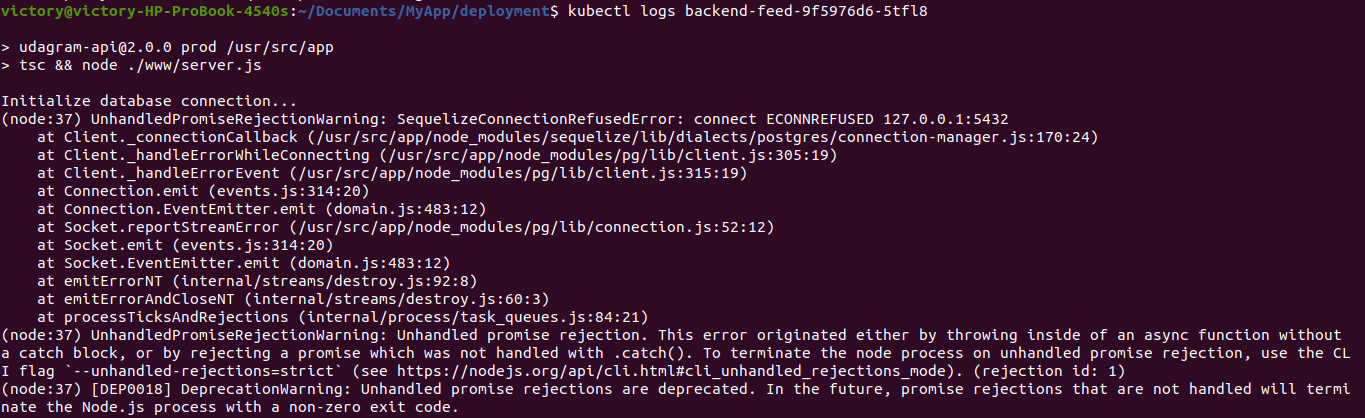 victory@victory-HP-ProBook-4540s:~/Documents/MyApp/deployment$ kubectl logs backend-feed-9f5976d6-5tfl8
> udagram-api@2.0.0 prod /usr/src/app
> tsc && node ./www/server.js
Initialize database connection...
(node:37) UnhandledPromiseRejectionWarning: SequelizeConnectionRefusedError: connect ECONNREFUSED 127.0.0.1:5432
    at Client._connectionCallback (/usr/src/app/node_modules/sequelize/lib/dialects/postgres/connection-manager.js:170:24)
    at Client._handleErrorWhileConnecting (/usr/src/app/node_modules/pg/lib/client.js:305:19)
    at Client._handleErrorEvent (/usr/src/app/node_modules/pg/lib/client.js:315:19)
    at Connection.emit (events.js:314:20)
    at Connection.EventEmitter.emit (domain.js:483:12)
    at Socket.reportStreamError (/usr/src/app/node_modules/pg/lib/connection.js:52:12)
    at Socket.emit (events.js:314:20)
    at Socket.EventEmitter.emit (domain.js:483:12)
    at emitErrorNT (internal/streams/destroy.js:92:8)
    at emitErrorAndCloseNT (internal/streams/destroy.js:60:3)
    at processTicksAndRejections (internal/process/task_queues.js:84:21)
(node:37) UnhandledPromiseRejectionWarning: Unhandled promise rejection. This error originated either by throwing inside of an async function without
a catch block, or by rejecting a promise which was not handled with .catch(). To terminate the node process on unhandled promise rejection, use the CL
I flag `--unhandled-rejections=strict` (see https://nodejs.org/api/cli.html#cli_unhandled_rejections_mode). (rejection id: 1)
(node:37) [DEP0018] DeprecationWarning: Unhandled promise rejections are deprecated. In the future, promise rejections that are not handled will termi
nate the Node.js process with a non-zero exit code.